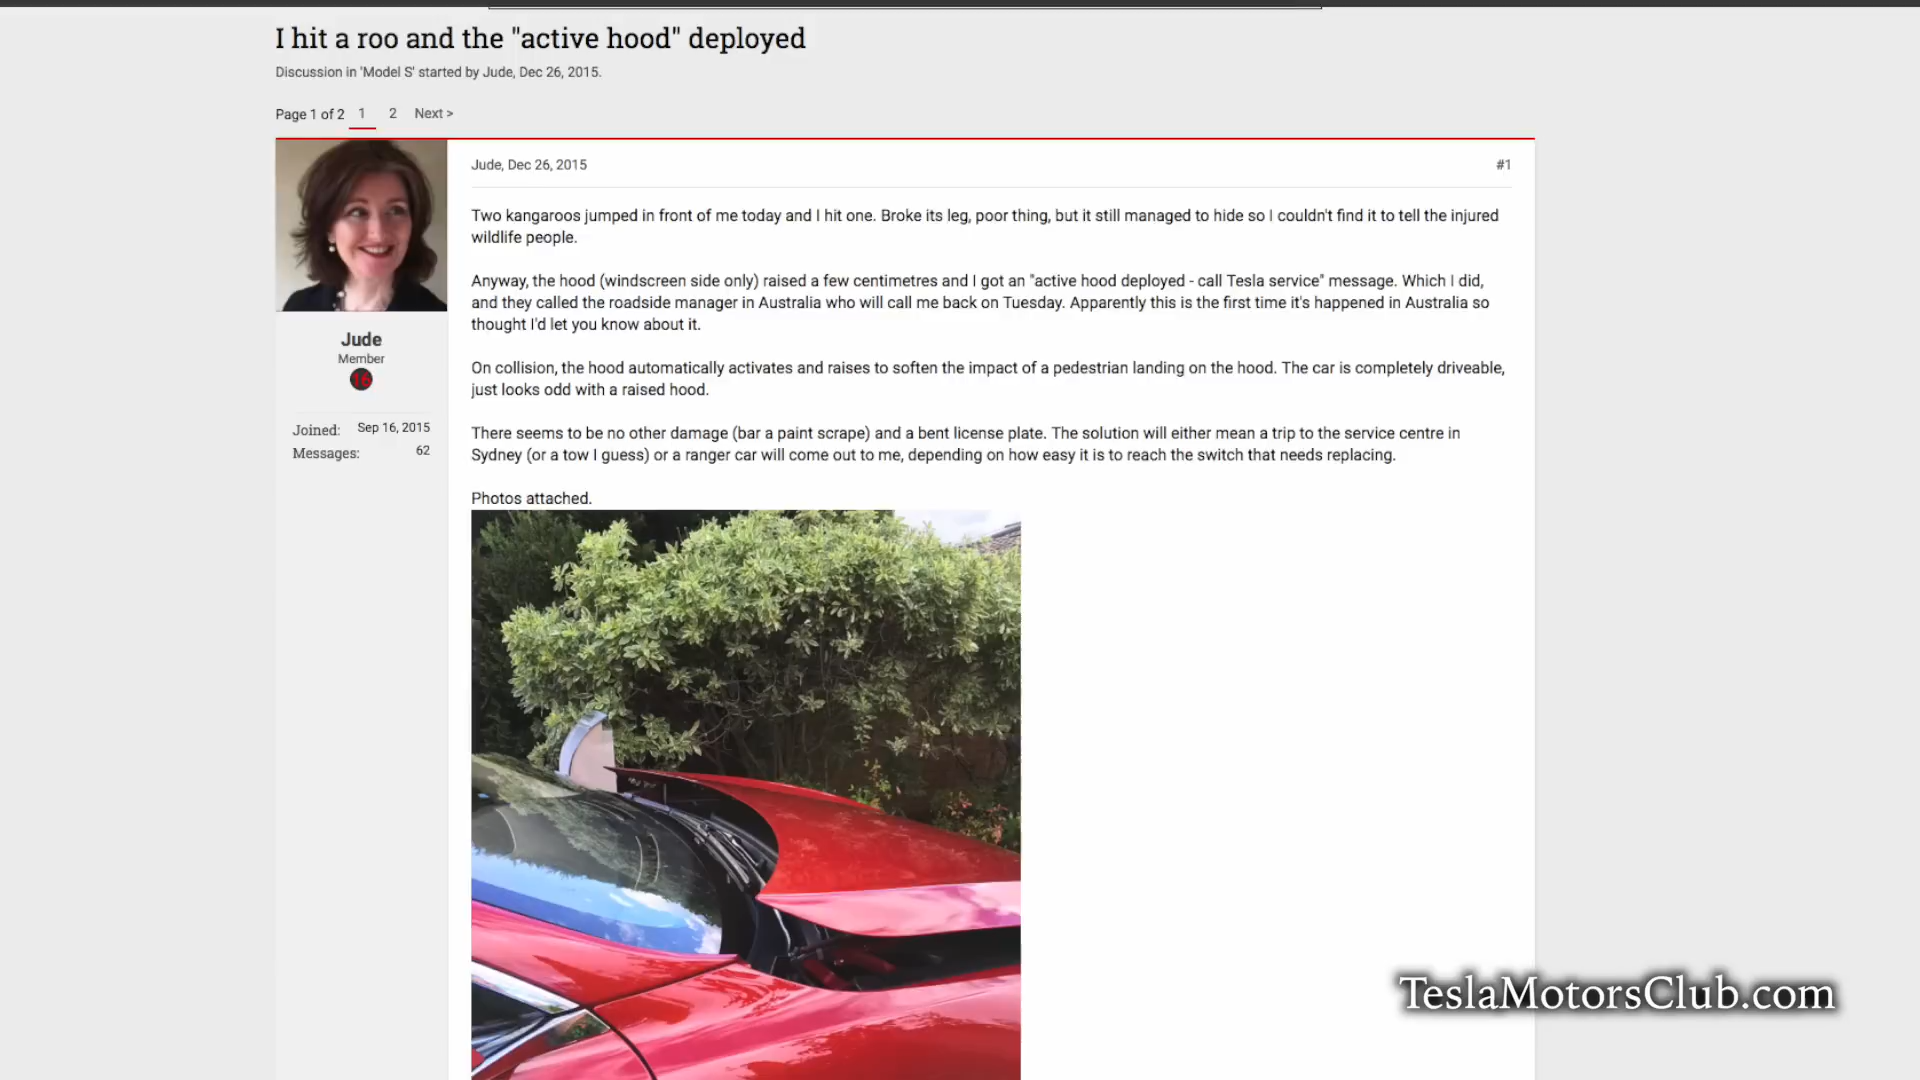 I hit a roo and the "active hood" deployed
Discussion in 'Model S' started by Jude, Dec 26, 2015.
Page 1 of 2 1 2 Next >
Jude, Dec 26, 2015 #1
Two kangaroos jumped in front of me today and I hit one. Broke its leg, poor thing, but it still managed to hide so I couldn't find it to tell the injured
wildlife people.
Anyway, the hood (windscreen side only) raised a few centimetres and I got an "active hood deployed - call Tesla service" message. Which I did,
and they called the roadside manager in Australia who will call me back on Tuesday. Apparently this is the first time it's happened in Australia so
thought I'd let you know about it.
On collision, the hood automatically activates and raises to soften the impact of a pedestrian landing on the hood. The car is completely driveable,
just looks odd with a raised hood.
There seems to be no other damage (bar a paint scrape) and a bent license plate. The solution will either mean a trip to the service centre in
Sydney (or a tow I guess) or a ranger car will come out to me, depending on how easy it is to reach the switch that needs replacing.
Photos attached.
Jude
Member
16
Joined: Sep 16, 2015
Messages: 62
TeslaMotorsClub.com